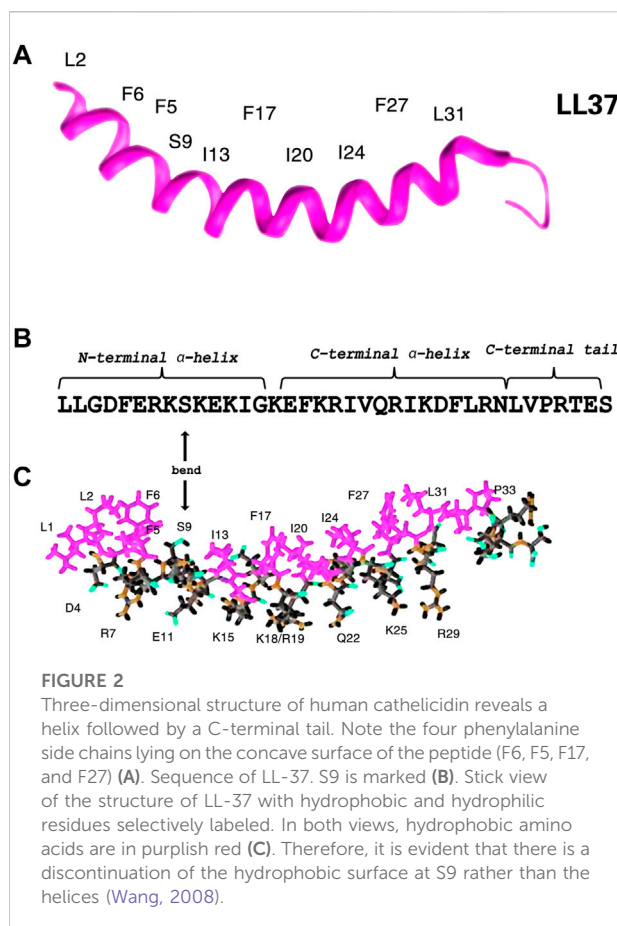 A
L2
F6
F5
S9
I13
F17
I20
I24
F27
L31
LL37
B
N-terminal α-helix
C-terminal α-helix
C-terminal tail
LLGDFERKSKEKIGKEFKRIVQRIKDFLRNLVPRTES
bend
C
L1
L2
F6
F5
S9
I13
F17
I20
I24
F27
L31
P33
D4
R7
E11
K15
K18/R19
Q22
K25
R29
FIGURE 2
Three-dimensional structure of human cathelicidin reveals a
helix followed by a C-terminal tail. Note the four phenylalanine
side chains lying on the concave surface of the peptide (F6, F5, F17,
and F27) (A). Sequence of LL-37. S9 is marked (B). Stick view
of the structure of LL-37 with hydrophobic and hydrophilic
residues selectively labeled. In both views, hydrophobic amino
acids are in purplish red (C). Therefore, it is evident that there is a
discontinuation of the hydrophobic surface at S9 rather than the
helices (Wang, 2008).